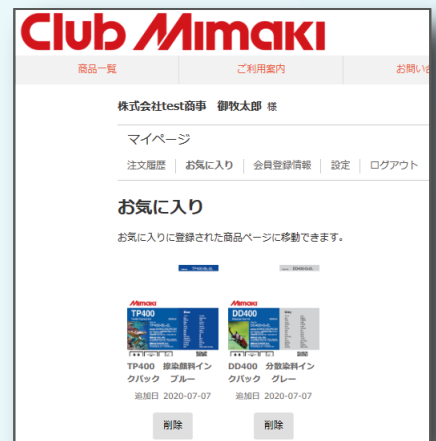 Club Mimaki
商品一覧 ご利用案内 お問い
株式会社test商事 御牧太郎 様
マイページ
注文履歴 お気に入り 会員登録情報 設定 ログアウト
お気に入り
お気に入りに登録された商品ページに移動できます。
Mimaki Mimaki
TP400 DD400
TP400 捺染顔料イン DD400 分散染料イン
クパック ブルー クパック グレー
追加日 2020-07-07 追加日 2020-07-07
削除 削除